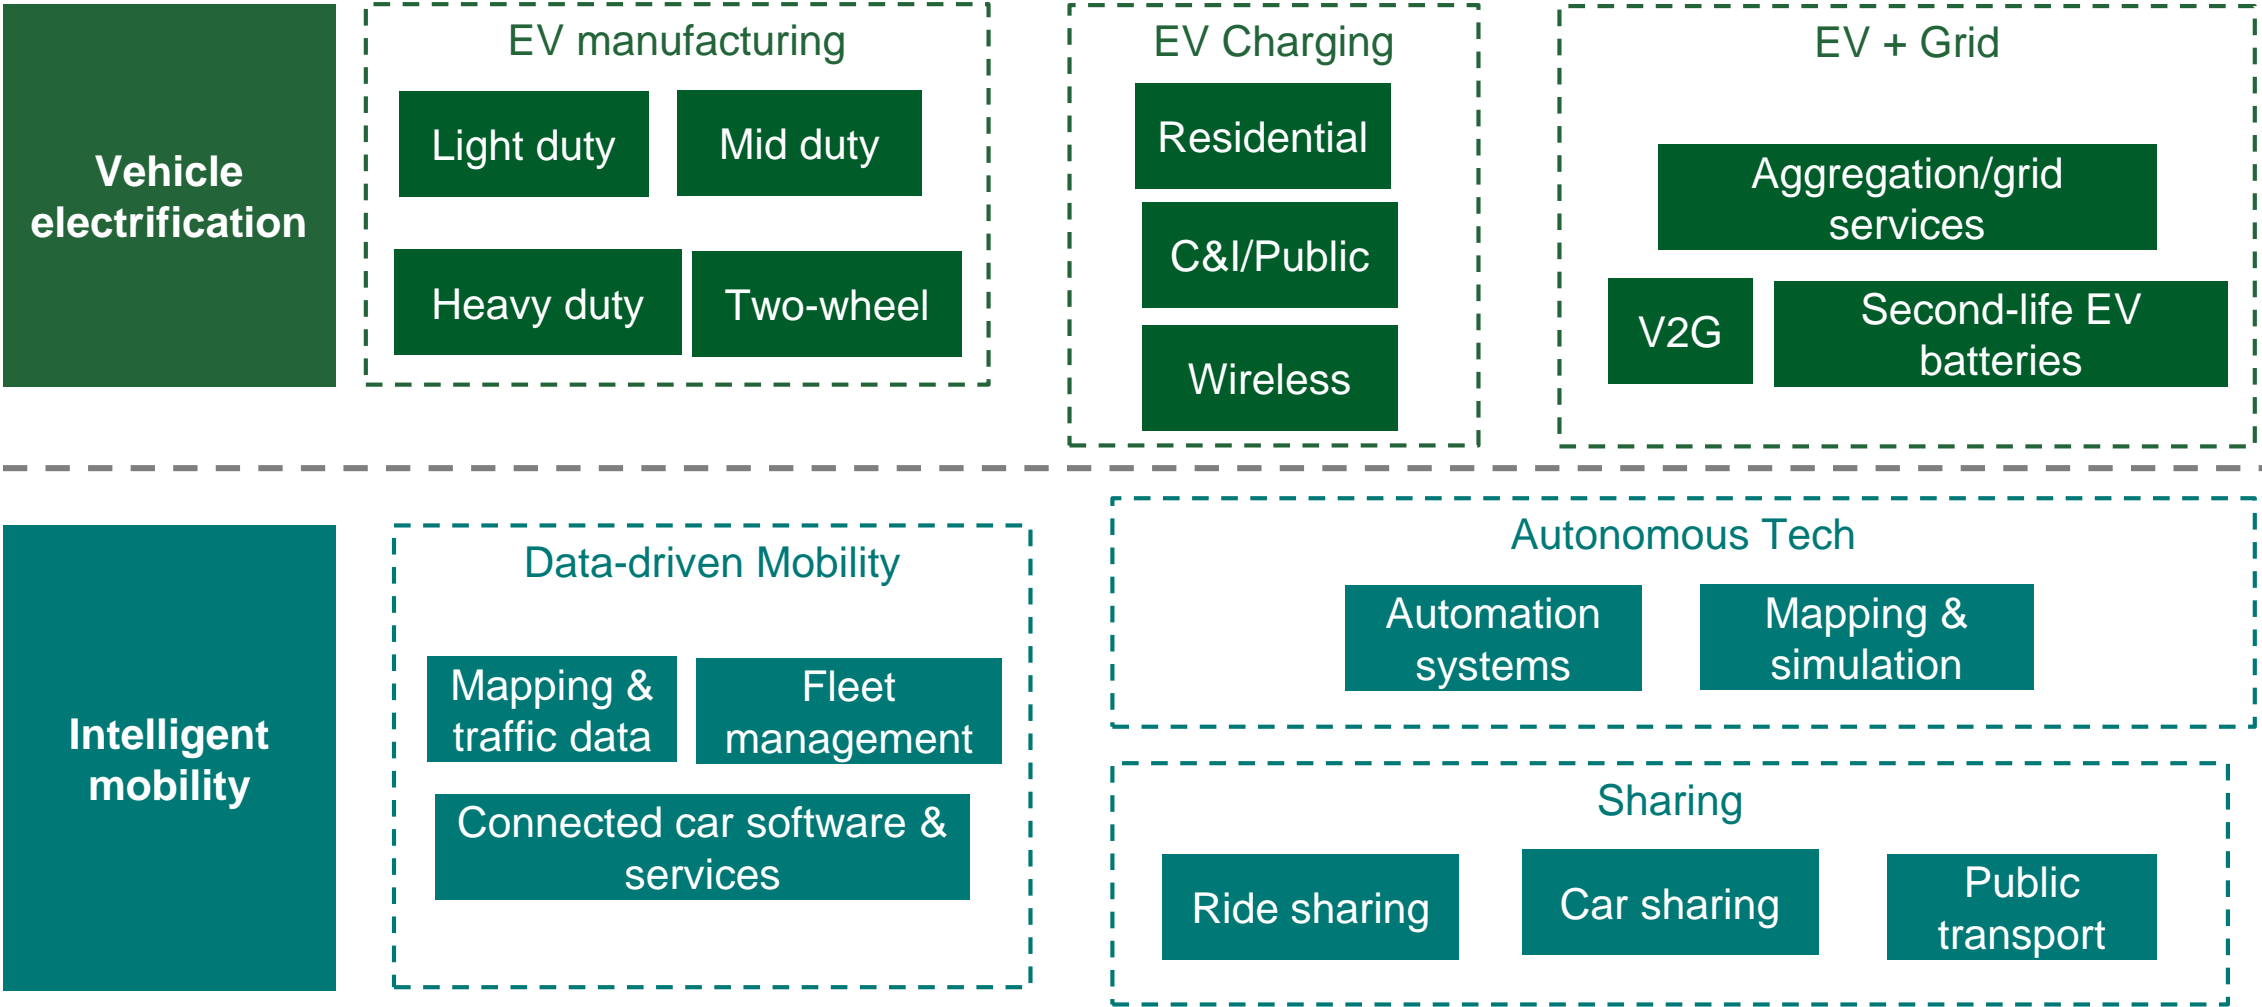 Vehicle
electrification
EV manufacturing
Light duty
Mid duty
Heavy duty
Two-wheel
EV Charging
Residential
C&I/Public
Wireless
EV + Grid
Aggregation/grid
services
V2G
Second-life EV
batteries
Intelligent
mobility
Data-driven Mobility
Mapping &
traffic data
Fleet
management
Connected car software &
services
Autonomous Tech
Automation
systems
Mapping &
simulation
Sharing
Ride sharing
Car sharing
Public
transport